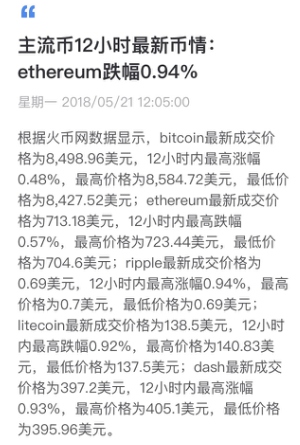 主流币12小时最新币情：
ethereum跌幅0.94%
星期一 2018/05/21 12:05:00
根据火币网数据显示，bitcoin最新成交价
格为8,498.96美元，12小时内最高涨幅
0.48%，最高价格为8,584.72美元，最低价
格为8,427.52美元；ethereum最新成交价
格为713.18美元，12小时内最高跌幅
0.57%，最高价格为723.44美元，最低价
格为704.6美元；ripple最新成交价格为
0.69美元，12小时内最高涨幅0.94%，最高
价格为0.7美元，最低价格为0.69美元；
litecoin最新成交价格为138.5美元，12小时
内最高跌幅0.92%，最高价格为140.83美
元，最低价格为137.5美元；dash最新成交
价格为397.2美元，12小时内最高涨幅
0.93%，最高价格为405.1美元，最低价格
为395.96美元。